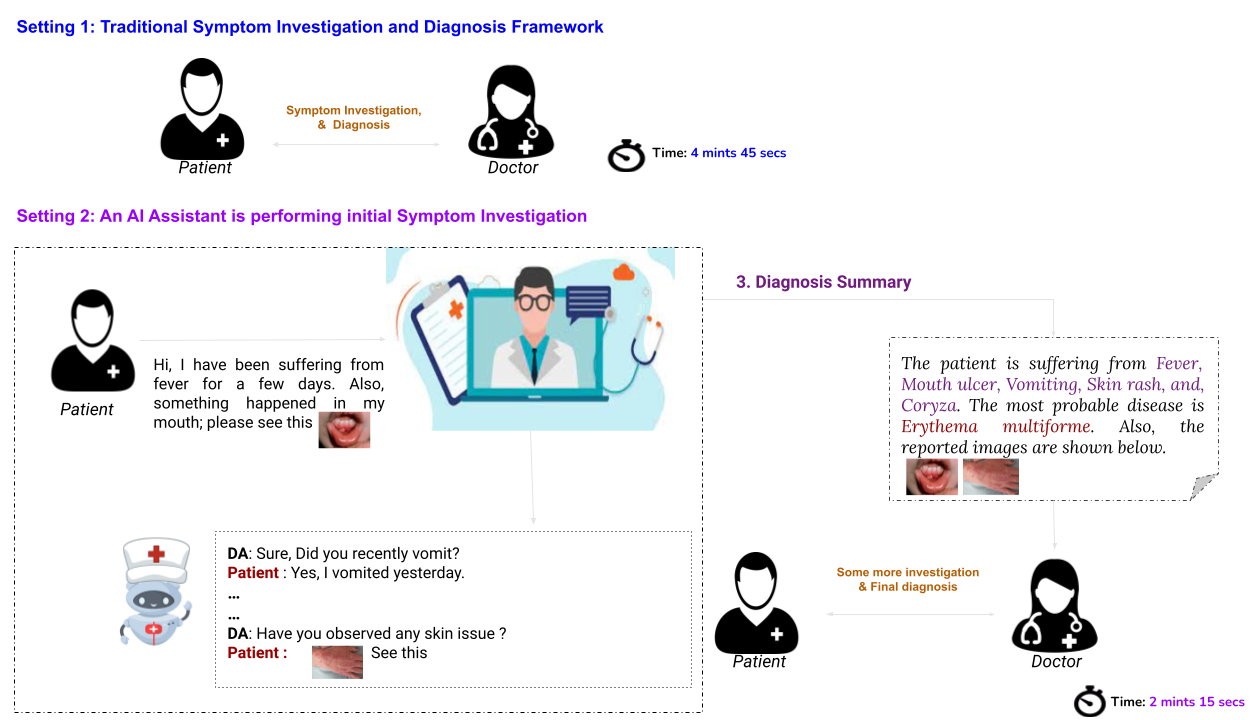 Setting 1: Traditional Symptom Investigation and Diagnosis Framework
Symptom Investigation,
& Diagnosis
Patient
Doctor
Time: 4 mints 45 secs
Setting 2: An AI Assistant is performing initial Symptom Investigation
Patient
Hi, I have been suffering from
fever for a few days. Also,
something happened in my
mouth; please see this
DA: Sure, Did you recently vomit?
Patient : Yes, I vomited yesterday.
...
...
DA: Have you observed any skin issue ?
Patient : See this
3. Diagnosis Summary
The patient is suffering from Fever,
Mouth ulcer, Vomiting, Skin rash, and,
Coryza. The most probable disease is
Erythema multiforme. Also, the
reported images are shown below.
Some more investigation
& Final diagnosis
Patient
Doctor
Time: 2 mints 15 secs